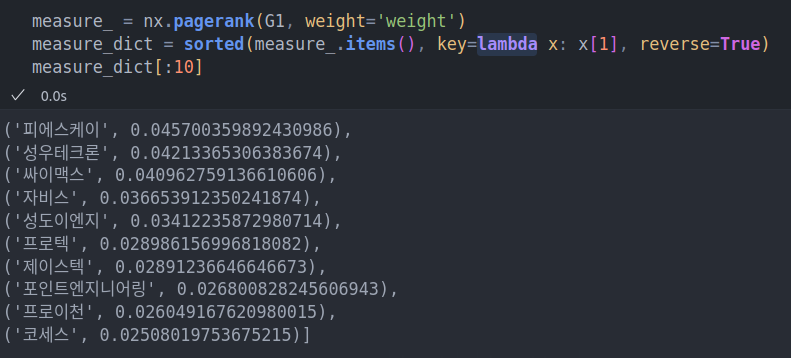 measure_ = nx.pagerank(G1, weight='weight')
measure_dict = sorted(measure_.items(), key=lambda x: x[1], reverse=True)
measure_dict[:10]
✓ 0.0s
('피에스케이', 0.045700359892430986),
('성우테크론', 0.04213365306383674),
('싸이맥스', 0.040962759136610606),
('자비스', 0.036653912350241874),
('성도이엔지', 0.03412235872980714),
('프로텍', 0.028986156996818082),
('제이스텍', 0.02891236646646673),
('포인트엔지니어링', 0.026800828245606943),
('프로이천', 0.026049167620980015),
('코세스', 0.02508019753675215)]